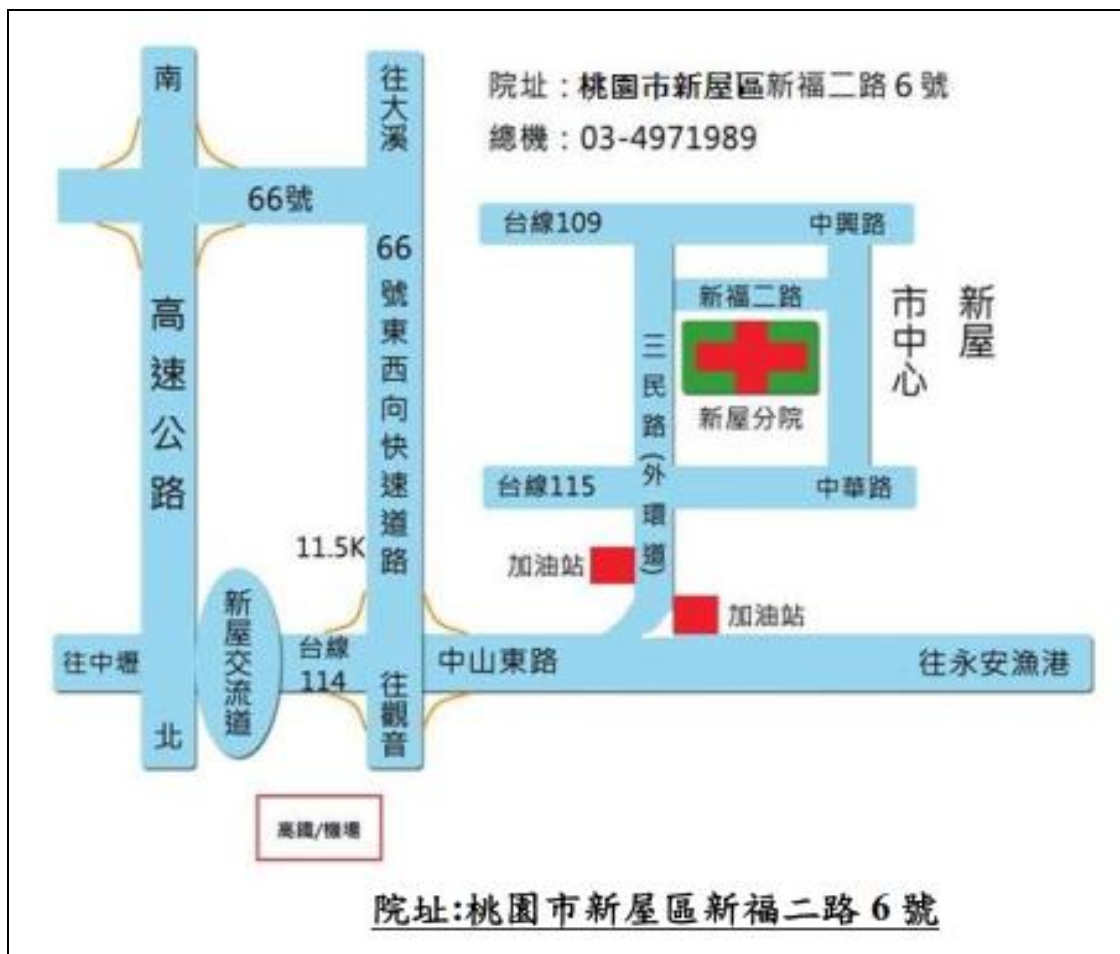 院址：桃園市新屋區新福二路 6 號
總機：03-4971989
南
往大溪
66號
66號東西向快速道路
高速公路
台線109
中興路
新福二路
新屋
市中心
三民路(外環道)
新屋分院
台線115
中華路
11.5K
加油站
加油站
新屋交流道
往中壢
台線
114
中山東路
往永安漁港
往觀音
北
高鐵/機場
院址:桃園市新屋區新福二路 6 號